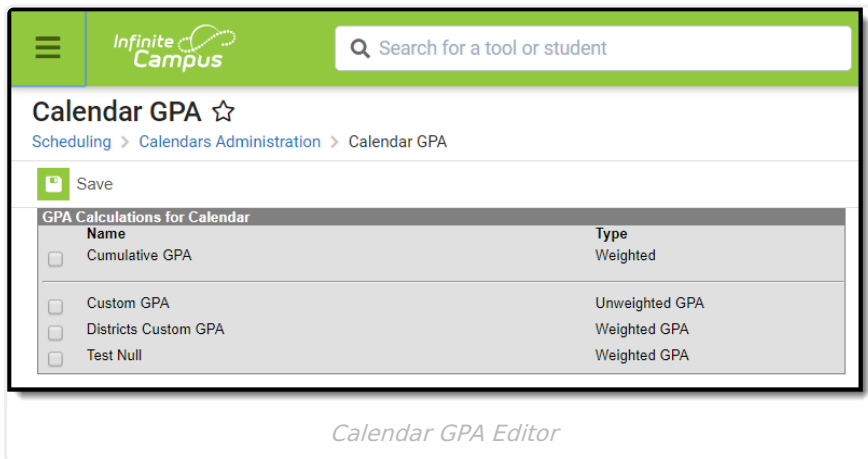 Infinite
Campus
Search for a tool or student
Calendar GPA
Scheduling > Calendars Administration > Calendar GPA
Save
GPA Calculations for Calendar
Name Type
Cumulative GPA Weighted
Custom GPA Unweighted GPA
Districts Custom GPA Weighted GPA
Test Null Weighted GPA
Calendar GPA Editor